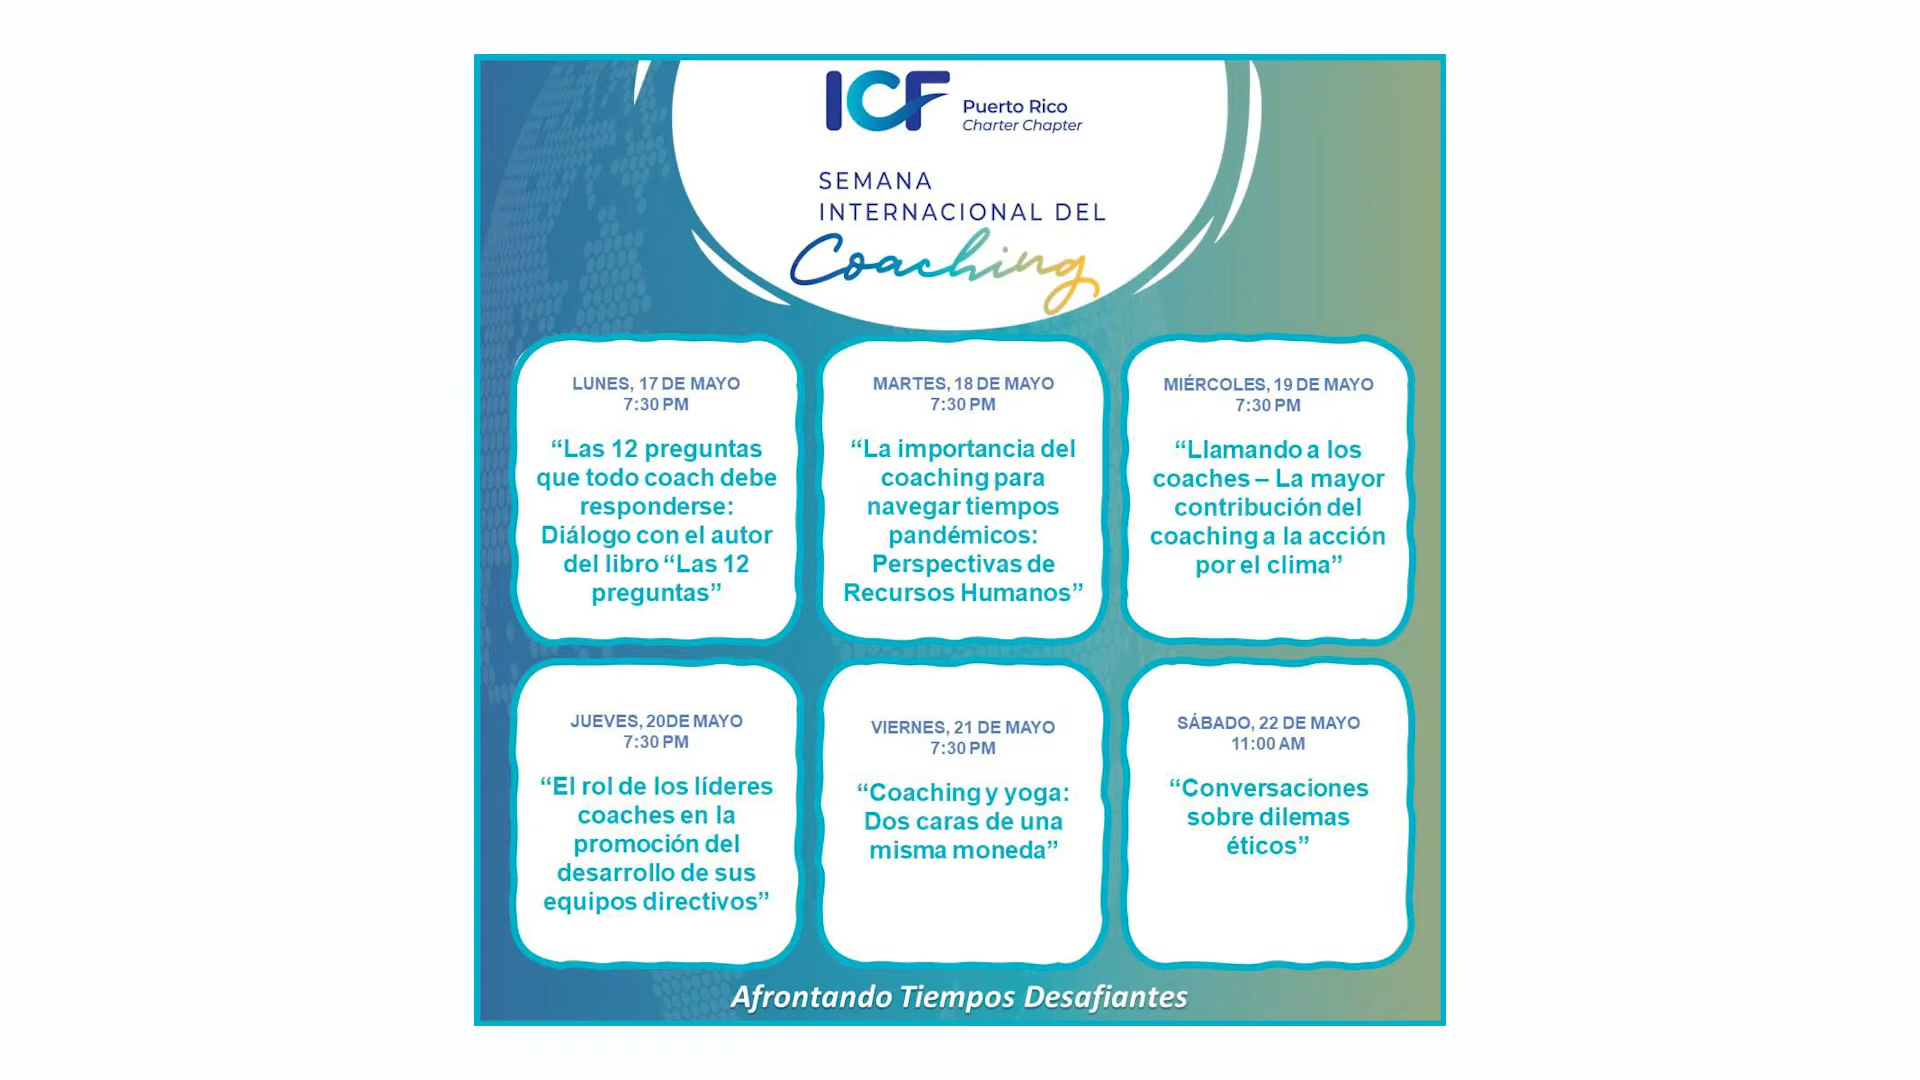 ICF
Puerto Rico
Charter Chapter
SEMANA
INTERNACIONAL DEL
Coaching
LUNES, 17 DE MAYO
7:30 PM
“Las 12 preguntas
que todo coach debe
responderse:
Diálogo con el autor
del libro “Las 12
preguntas”
MARTES, 18 DE MAYO
7:30 PM
“La importancia del
coaching para
navegar tiempos
pandémicos:
Perspectivas de
Recursos Humanos”
MIÉRCOLES, 19 DE MAYO
7:30 PM
“Llamando a los
coaches – La mayor
contribución del
coaching a la acción
por el clima”
JUEVES, 20DE MAYO
7:30 PM
“El rol de los líderes
coaches en la
promoción del
desarrollo de sus
equipos directivos”
VIERNES, 21 DE MAYO
7:30 PM
“Coaching y yoga:
Dos caras de una
misma moneda”
SÁBADO, 22 DE MAYO
11:00 AM
“Conversaciones
sobre dilemas
éticos”
Afrontando Tiempos Desafiantes